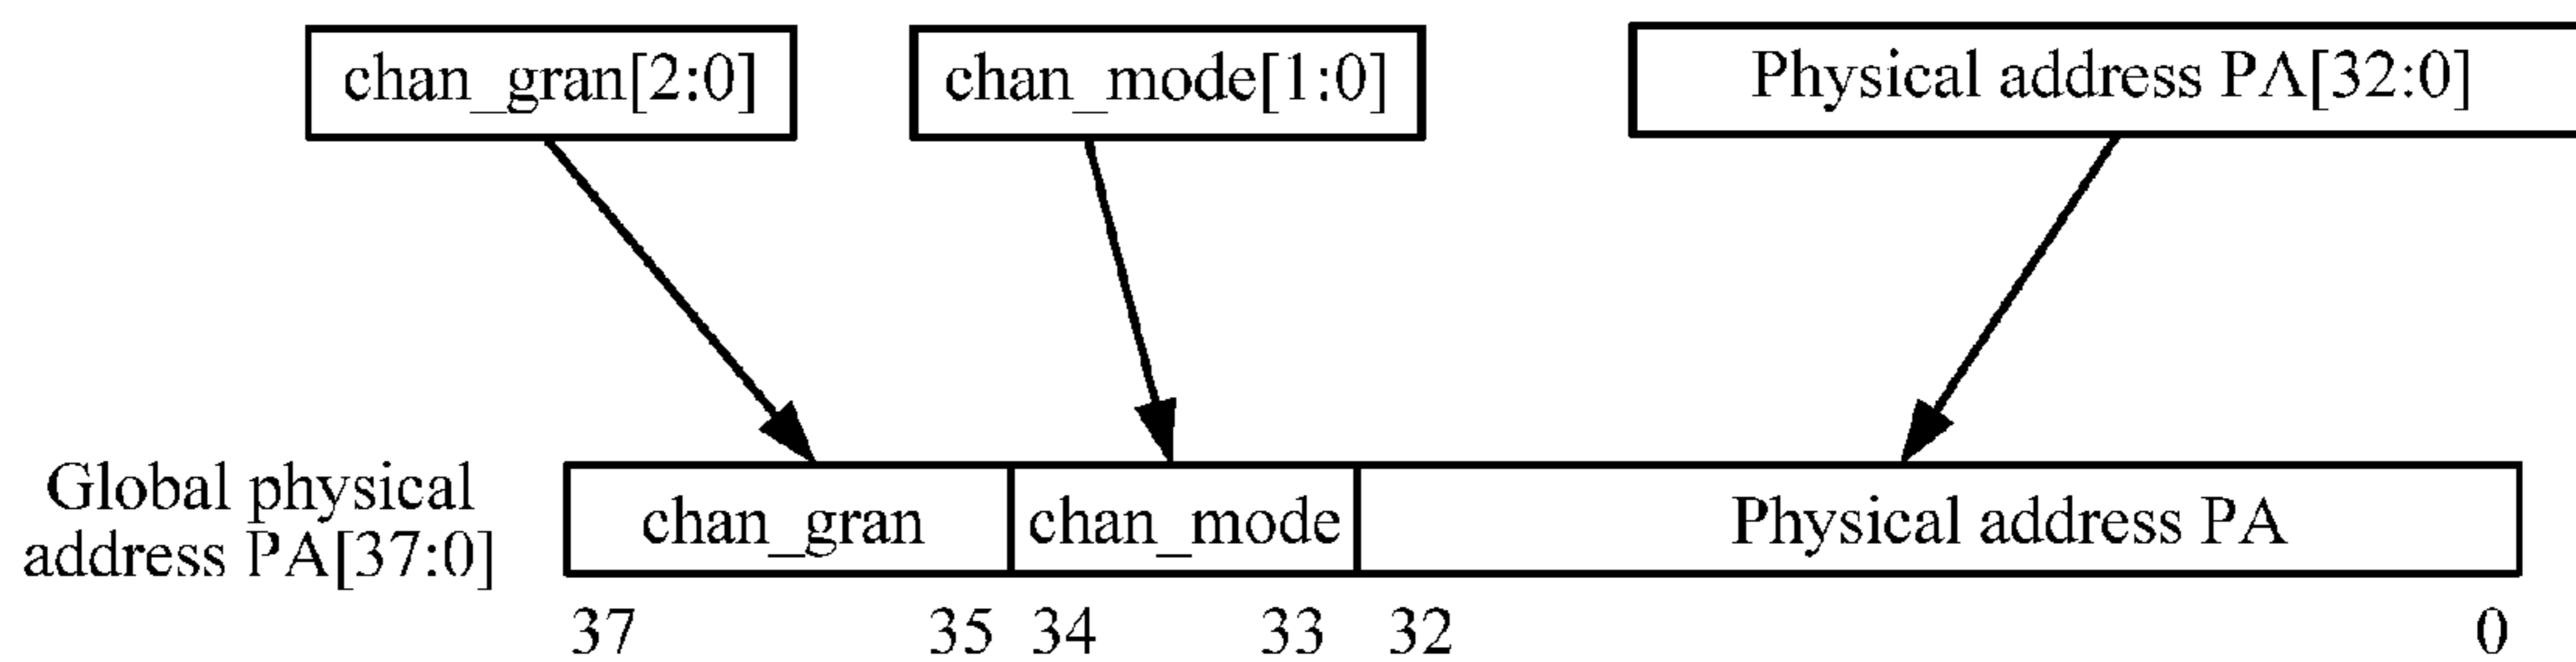 chan_gran[2:0]
chan_mode[1:0]
Physical address PA[32:0]
Global physical
address PA[37:0]
chan_gran
chan_mode
Physical address PA
37
35
34
33
32
0